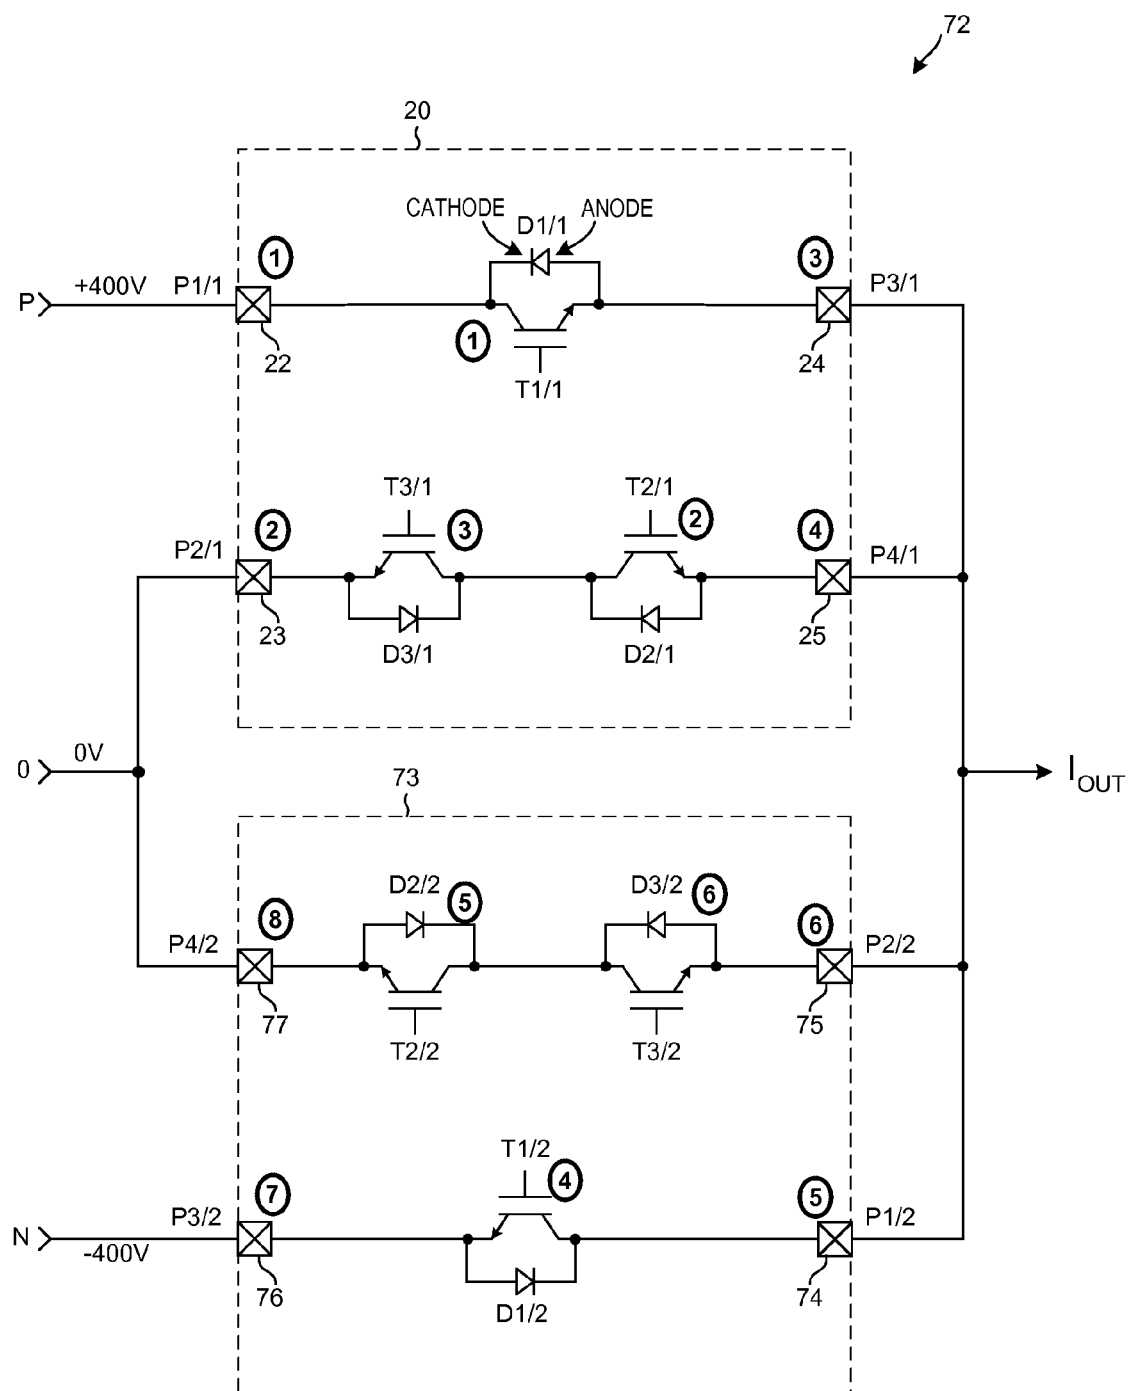 72
20
CATHODE
D1/1
ANODE
1
3
P
+400V
P1/1
P3/1
22
1
24
T1/1
T3/1
T2/1
2
3
2
4
P2/1
P4/1
23
D3/1
D2/1
25
0
0V
IOUT
73
D2/2
5
D3/2
6
8
6
P4/2
P2/2
77
75
T2/2
T3/2
T1/2
4
7
5
P3/2
P1/2
N
-400V
76
74
D1/2